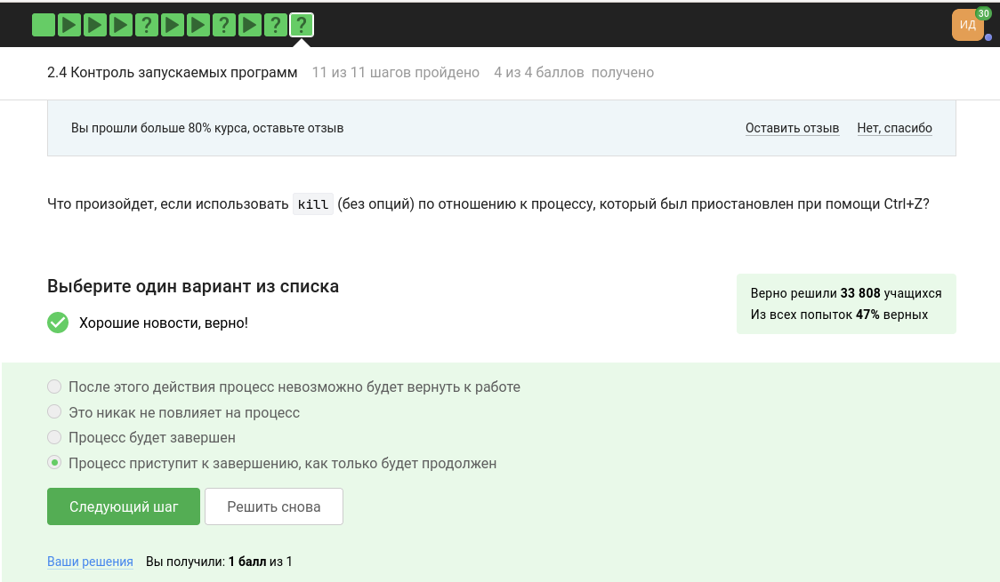 ? ? ? ?
ИД 30
2.4 Контроль запускаемых программ 11 из 11 шагов пройдено 4 из 4 баллов получено
Вы прошли больше 80% курса, оставьте отзыв Оставить отзыв Нет, спасибо
Что произойдет, если использовать kill (без опций) по отношению к процессу, который был приостановлен при помощи Ctrl+Z?
Выберите один вариант из списка
Верно решили 33 808 учащихся
Из всех попыток 47% верных
Хорошие новости, верно!
После этого действия процесс невозможно будет вернуть к работе
Это никак не повлияет на процесс
Процесс будет завершен
Процесс приступит к завершению, как только будет продолжен
Следующий шаг Решить снова
Ваши решения Вы получили: 1 балл из 1